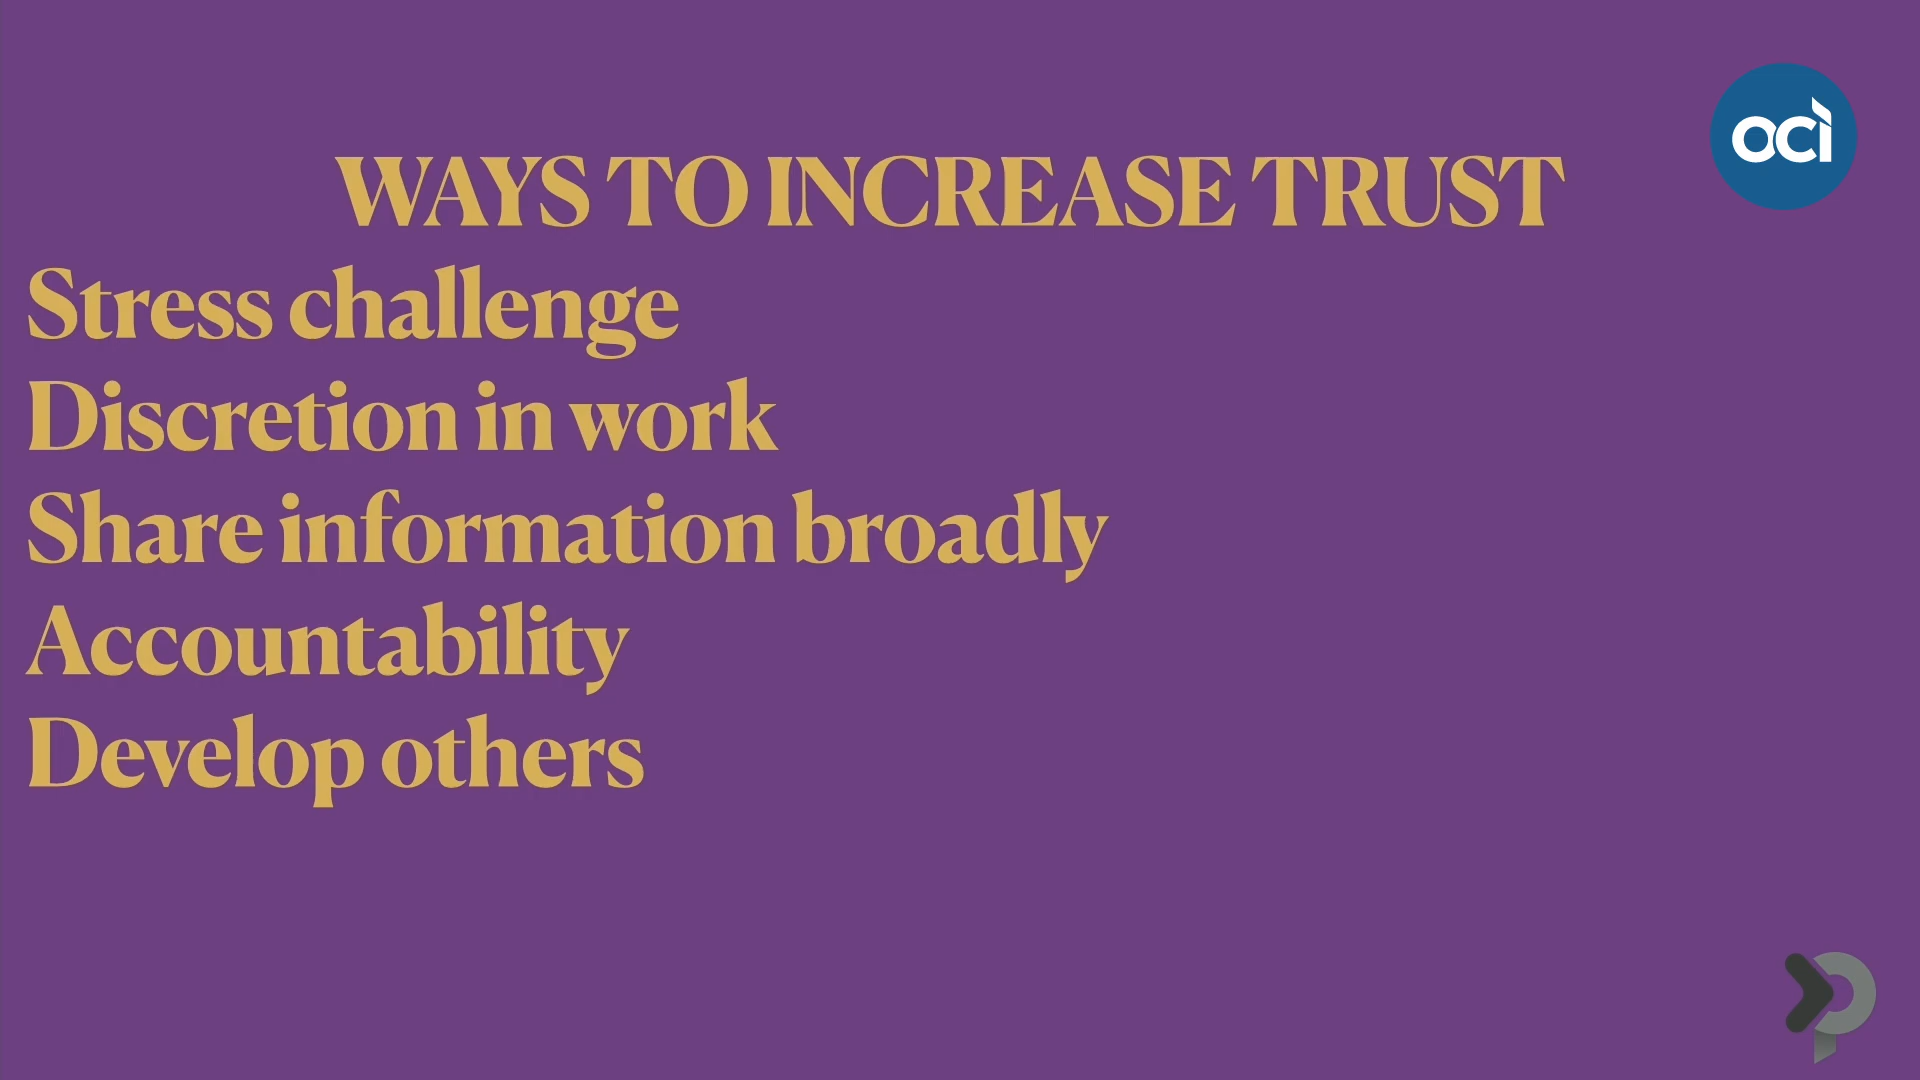 oci
WAYS TO INCREASE TRUST
Stress challenge
Discretion in work
Share information broadly
Accountability
Develop others